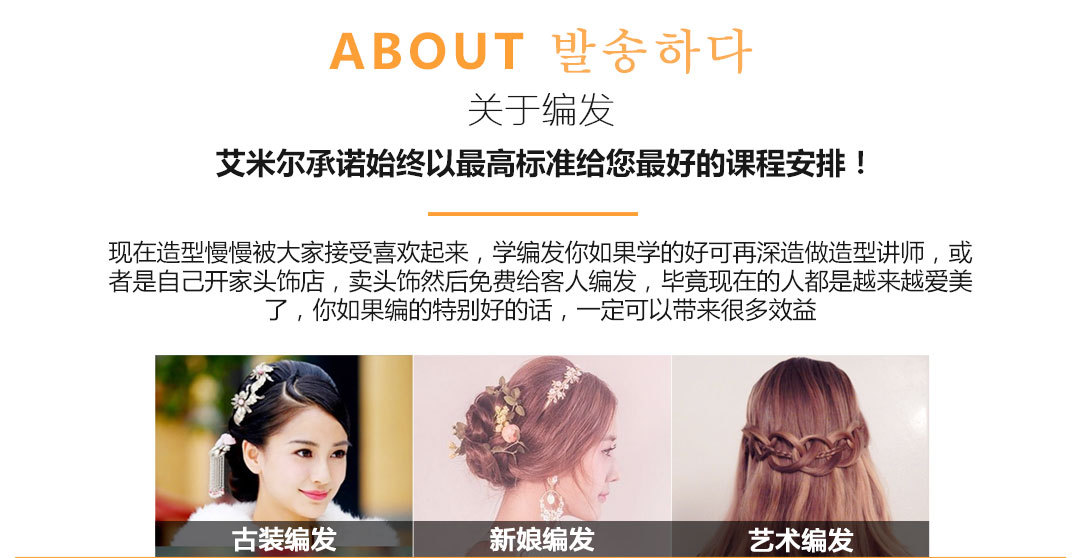 ABOUT 발송하다
关于编发
艾米尔承诺始终以最高标准给您最好的课程安排！
现在造型慢慢被大家接受喜欢起来，学编发你如果学的好可再深造做造型讲师，或
者是自己开家头饰店，卖头饰然后免费给客人编发，毕竟现在的人都是越来越爱美
了，你如果编的特别好的话，一定可以带来很多效益
古装编发
新娘编发
艺术编发